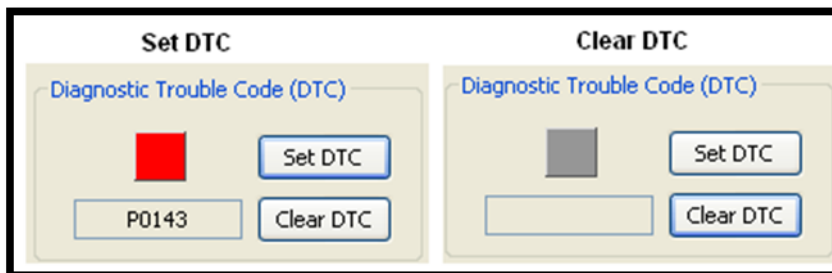 Set DTC
Diagnostic Trouble Code (DTC)
Set DTC
P0143
Clear DTC
Clear DTC
Diagnostic Trouble Code (DTC)
Set DTC
Clear DTC